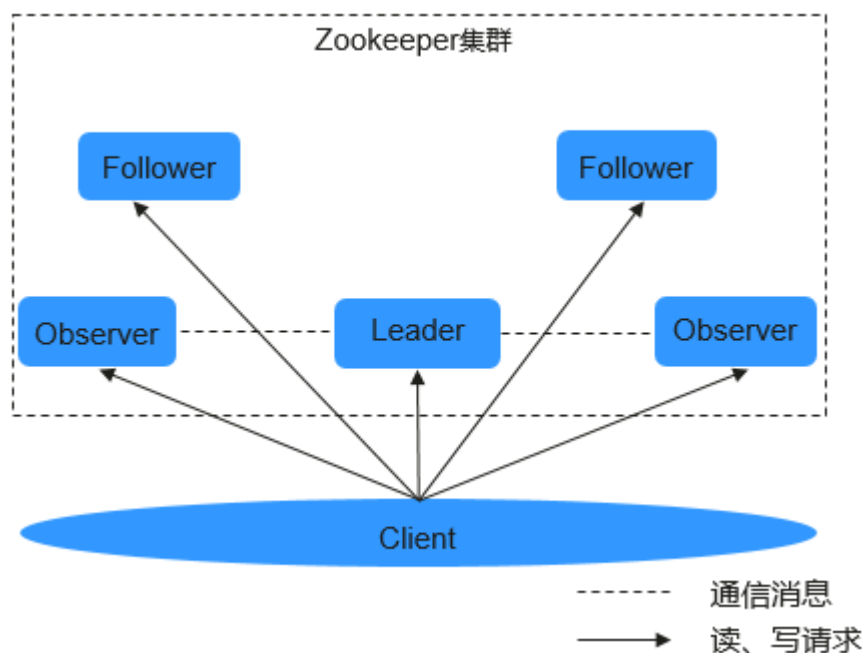 Zookeeper集群
Follower
Follower
Observer
Leader
Observer
Client
通信消息
读、写请求